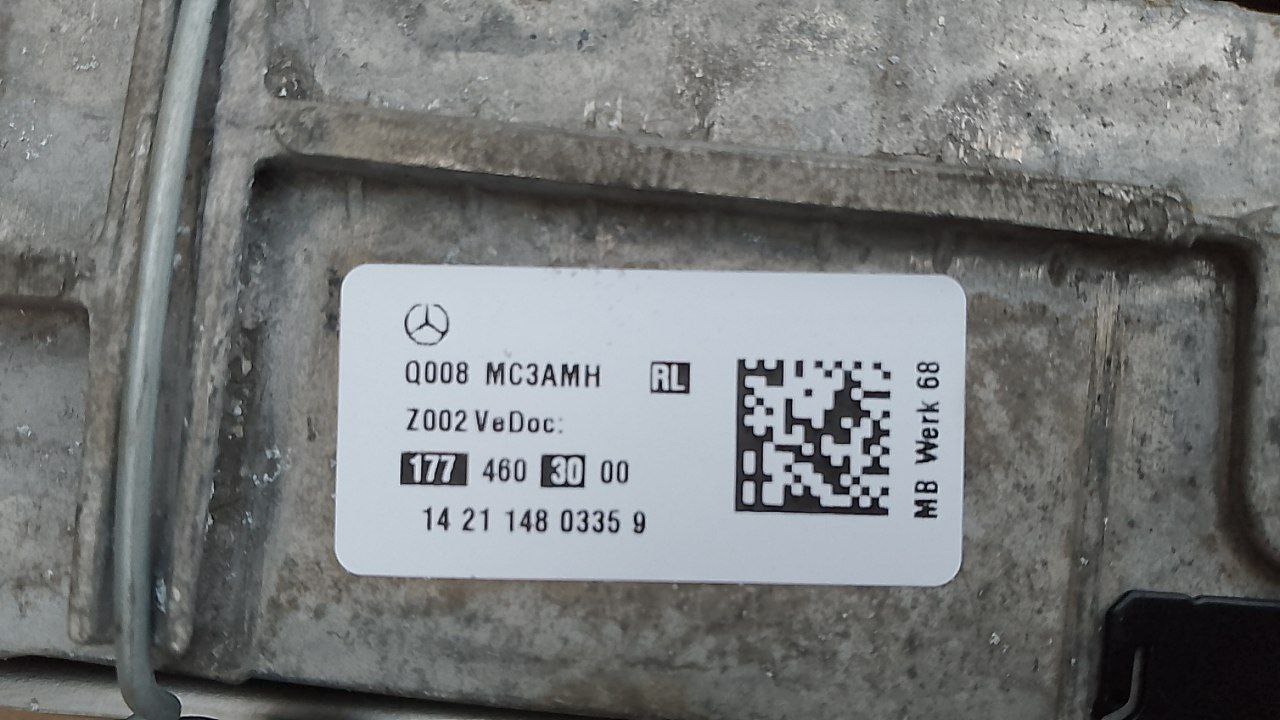 Q008 MC3AMH RL
Z002 VeDoc:
177 460 30 00
14 21 148 0335 9
MB Werk 68